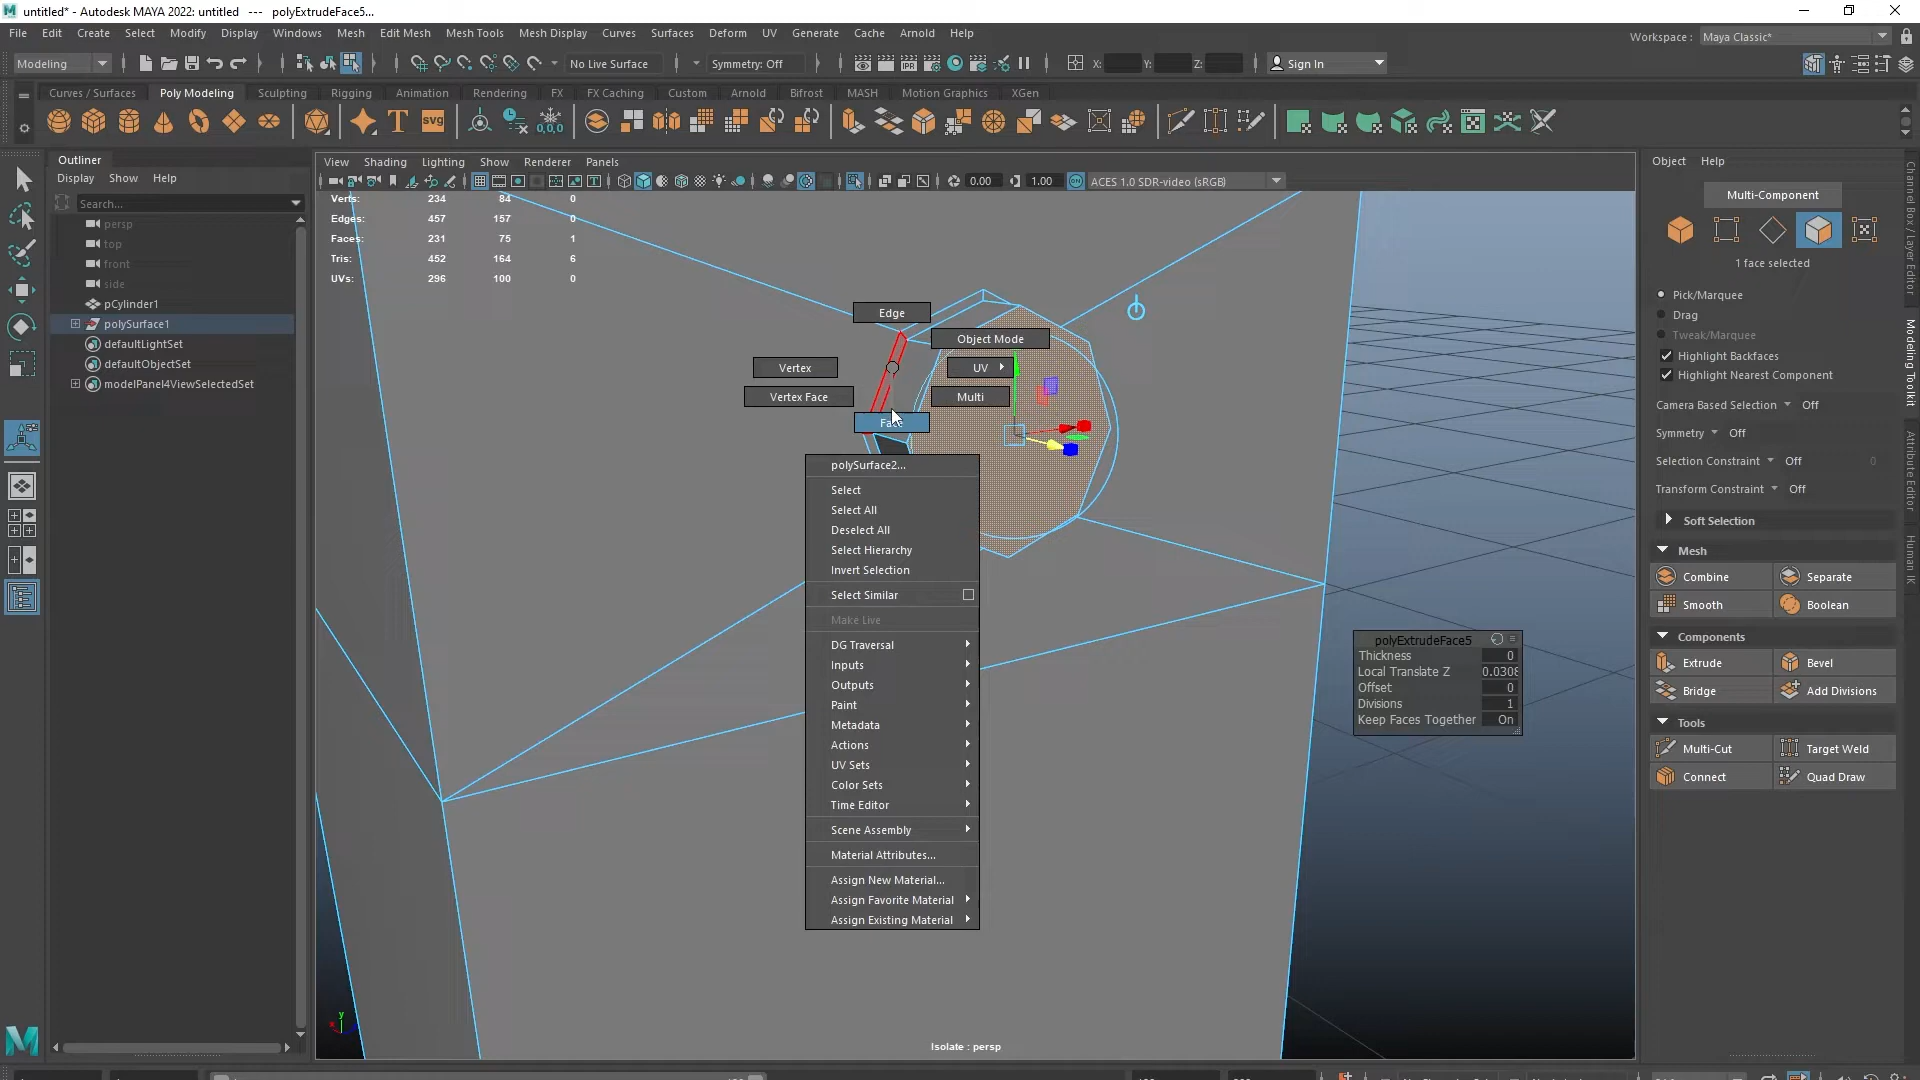 untitled* - Autodesk MAYA 2022: untitled --- polyExtrudeFace5...
File Edit Create Select Modify Display Windows Mesh Edit Mesh Mesh Tools Mesh Display Curves Surfaces Deform UV Generate Cache Arnold Help
Workspace : Maya Classic*
Modeling No Live Surface Symmetry: Off X: Y: Z: Sign In
Curves / Surfaces Poly Modeling Sculpting Rigging Animation Rendering FX FX Caching Custom Arnold Bifrost MASH Motion Graphics XGen
Outliner
Display Show Help
Search...
persp
top
front
side
pCylinder1
polySurface1
defaultLightSet
defaultObjectSet
modelPanel4ViewSelectedSet
View Shading Lighting Show Renderer Panels
0.00 1.00 ACES 1.0 SDR-video (sRGB)
Verts: 234 84 0
Edges: 457 157 0
Faces: 231 75 1
Tris: 452 164 6
UVs: 296 100 0
Edge
Object Mode
Vertex
UV
Vertex Face
Multi
Face
polySurface2...
Select
Select All
Deselect All
Select Hierarchy
Invert Selection
Select Similar
Make Live
DG Traversal
Inputs
Outputs
Paint
Metadata
Actions
UV Sets
Color Sets
Time Editor
Scene Assembly
Material Attributes...
Assign New Material...
Assign Favorite Material
Assign Existing Material
polyExtrudeFace5
Thickness 0
Local Translate Z 0.0308
Offset 0
Divisions 1
Keep Faces Together On
Isolate : persp
Object Help
Multi-Component
1 face selected
Pick/Marquee
Drag
Tweak/Marquee
Highlight Backfaces
Highlight Nearest Component
Camera Based Selection Off
Symmetry Off
Selection Constraint Off 0
Transform Constraint Off
Soft Selection
Mesh
Combine Separate
Smooth Boolean
Components
Extrude Bevel
Bridge Add Divisions
Tools
Multi-Cut Target Weld
Connect Quad Draw
Channel Box / Layer Editor
Modeling Toolkit
Attribute Editor
Human IK